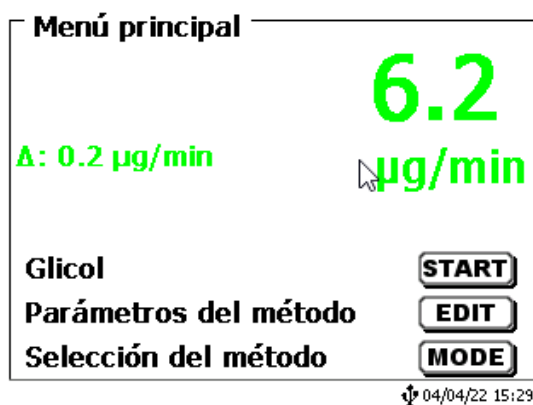 Menú principal
6.2
Δ: 0.2 µg/min
µg/min
Glicol START
Parámetros del método EDIT
Selección del método MODE
04/04/22 15:29